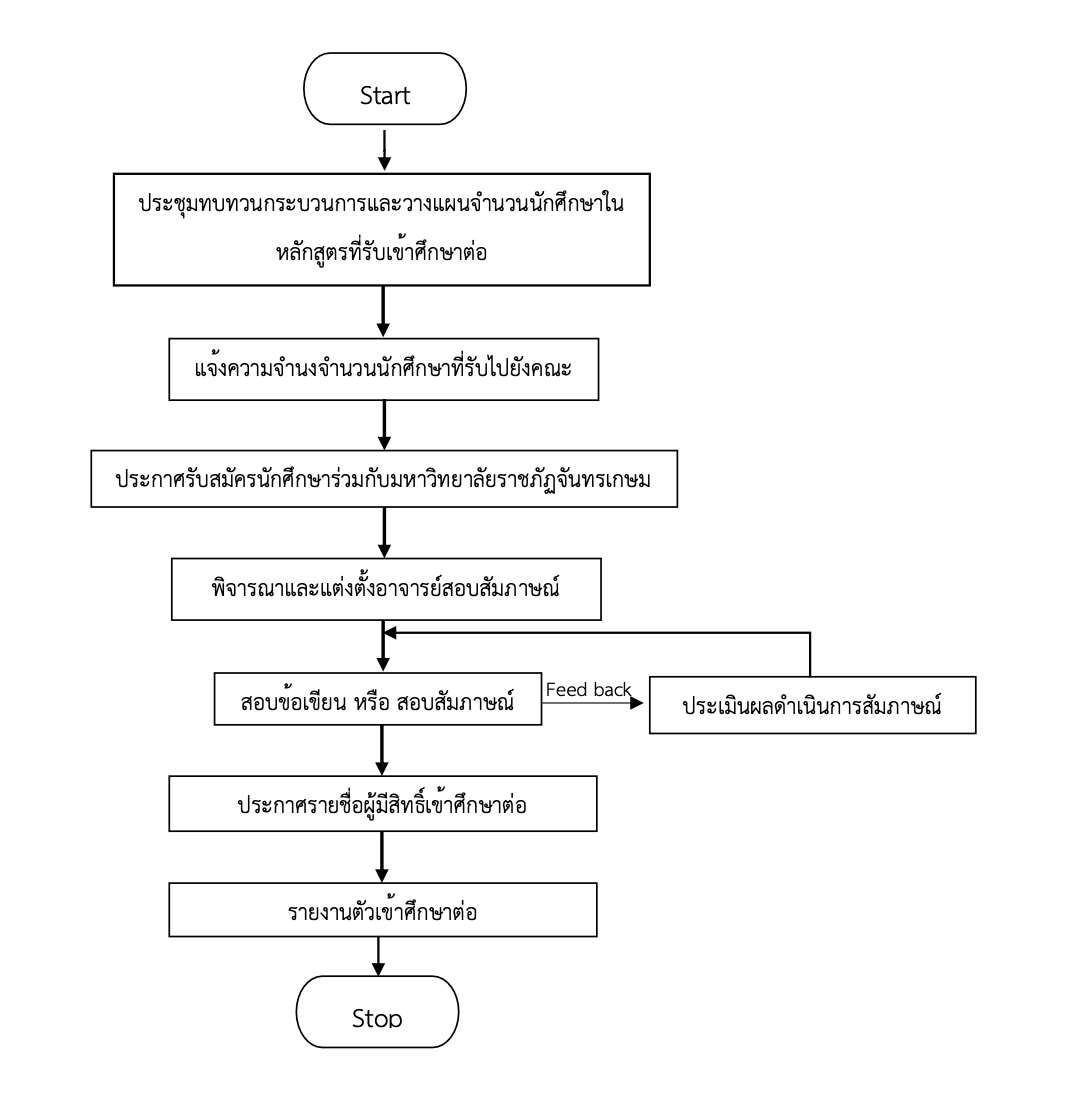 Start
ประชุมทบทวนกระบวนการและวางแผนจำนวนนักศึกษาใน
หลักสูตรที่รับเข้าศึกษาต่อ
แจ้งความจำนงจำนวนนักศึกษาที่รับไปยังคณะ
ประกาศรับสมัครนักศึกษาร่วมกับมหาวิทยาลัยราชภัฏจันทรเกษม
พิจารณาและแต่งตั้งอาจารย์สอบสัมภาษณ์
สอบข้อเขียน หรือ สอบสัมภาษณ์
Feed back
ประเมินผลดำเนินการสัมภาษณ์
ประกาศรายชื่อผู้มีสิทธิ์เข้าศึกษาต่อ
รายงานตัวเข้าศึกษาต่อ
Stop